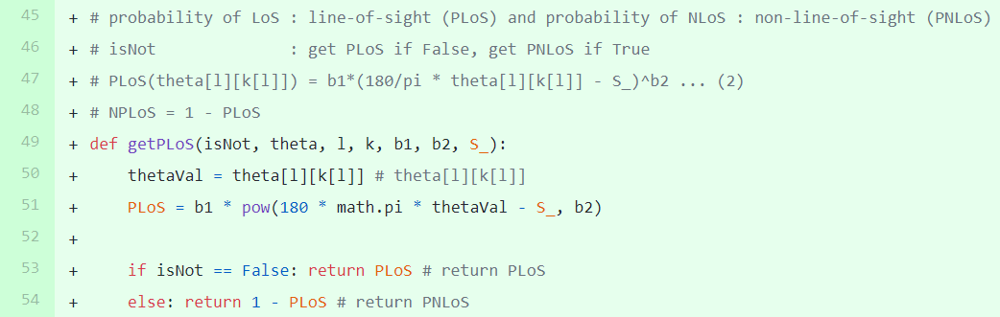 45 + # probability of LoS : line-of-sight (PLoS) and probability of NLoS : non-line-of-sight (PNLoS)
46 + # isNot              : get PLoS if False, get PNLoS if True
47 + # PLoS(theta[l][k[l]]) = b1*(180/pi * theta[l][k[l]] - S_)^b2 ... (2)
48 + # NPLoS = 1 - PLoS
49 + def getPLoS(isNot, theta, l, k, b1, b2, S_):
50 +     thetaVal = theta[l][k[l]] # theta[l][k[l]]
51 +     PLoS = b1 * pow(180 * math.pi * thetaVal - S_, b2)
52 +
53 +     if isNot == False: return PLoS # return PLoS
54 +     else: return 1 - PLoS # return PNLoS